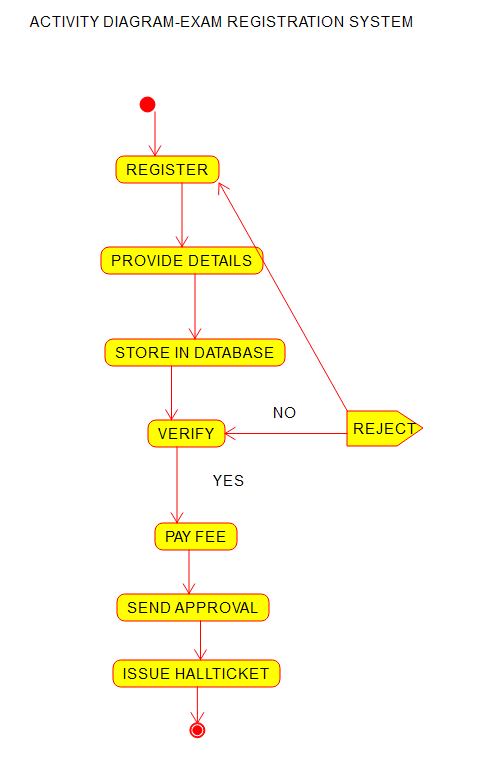 ACTIVITY DIAGRAM-EXAM REGISTRATION SYSTEM
REGISTER
PROVIDE DETAILS
STORE IN DATABASE
NO
REJECT
VERIFY
YES
PAY FEE
SEND APPROVAL
ISSUE HALLTICKET